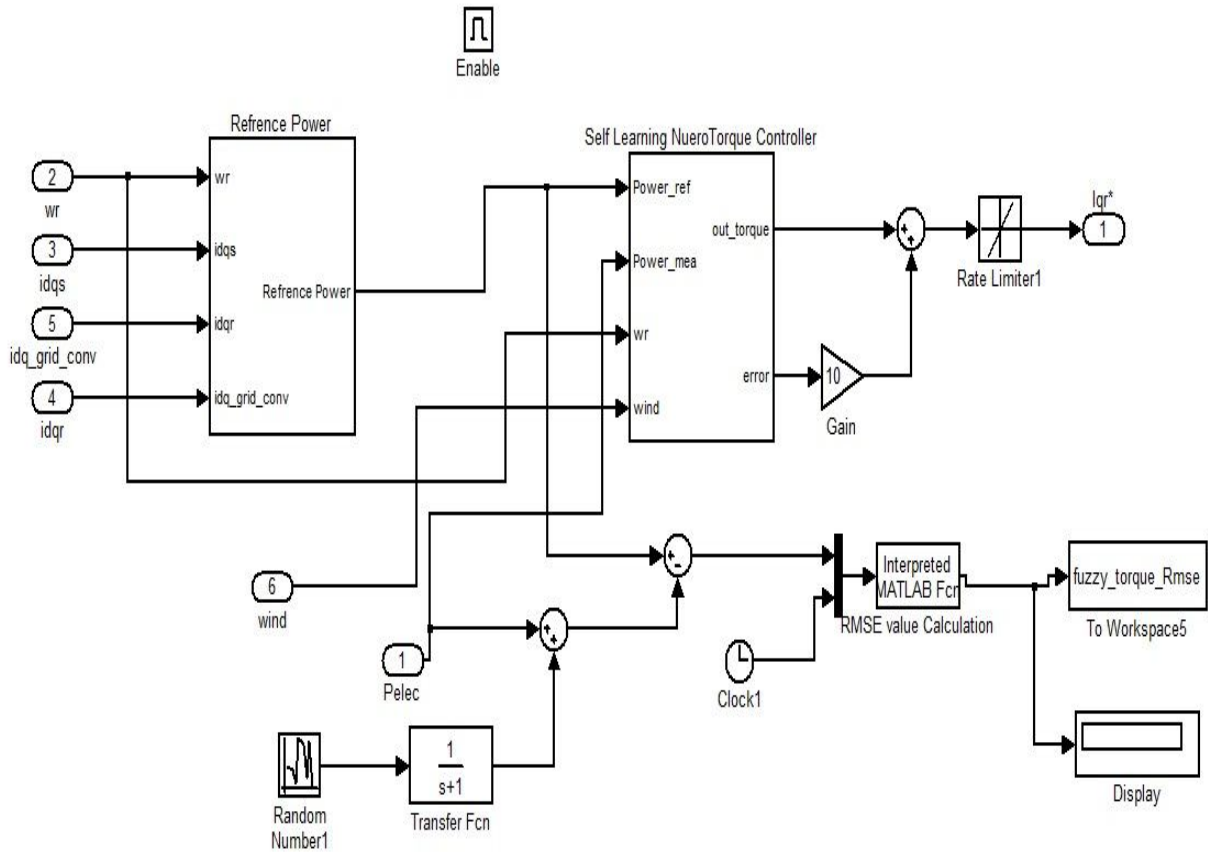 Enable
Refrence Power
Self Learning NueroTorque Controller
2
wr
wr
3
idqs
idqs
5
idq_grid_conv
idqr
4
idqr
idq_grid_conv
Refrence Power
Power_ref
Power_mea
wr
wind
out_torque
error
+
+
10
Gain
Rate Limiter1
Iqr*
1
6
wind
1
Pelec
+
+
+
-
Random
Number1
1
s+1
Transfer Fcn
Clock1
Interpreted
MATLAB Fcn
RMSE value Calculation
fuzzy_torque_Rmse
To Workspace5
Display